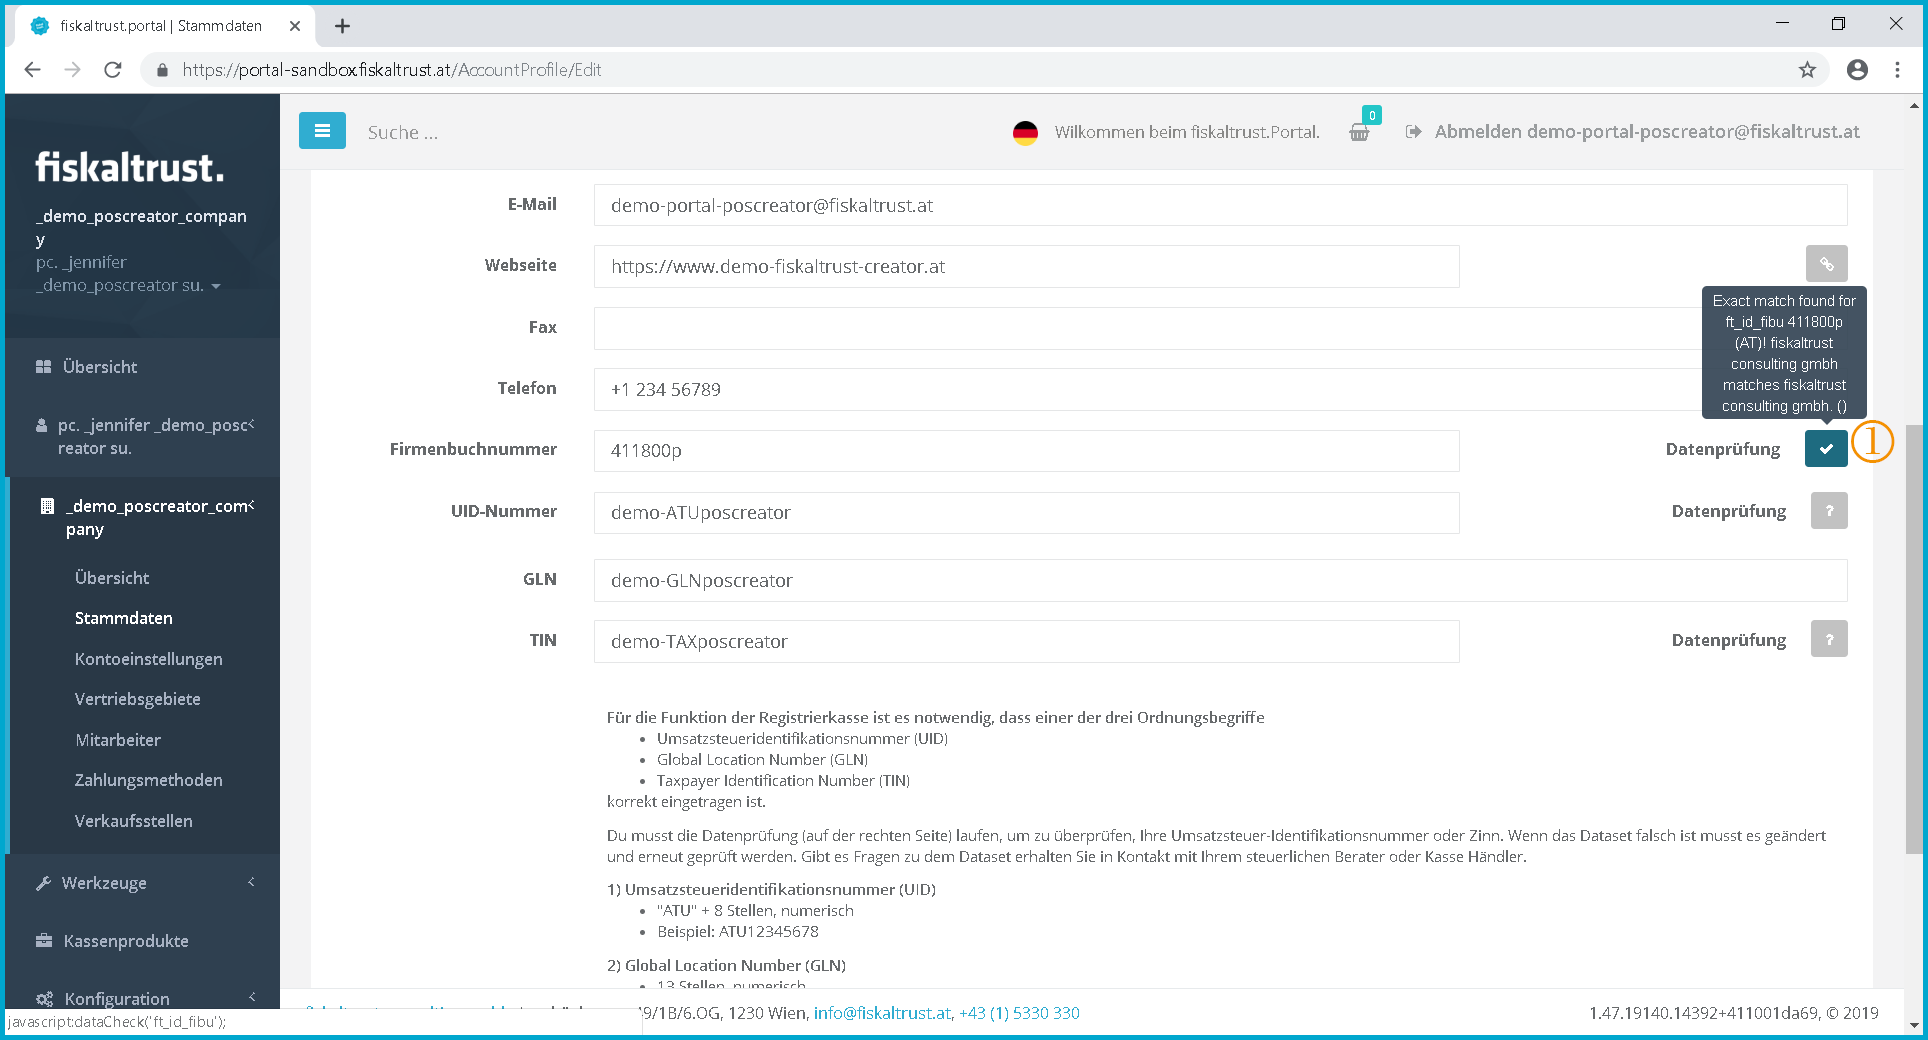 fiskaltrust.portal | Stammdaten
https://portal-sandbox.fiskaltrust.at/AccountProfile/Edit
fiskaltrust.
_demo_poscreator_compan
y
pc. _jennifer
_demo_poscreator su.
Übersicht
pc. _jennifer _demo_posc
reator su.
_demo_poscreator_com
pany
Übersicht
Stammdaten
Kontoeinstellungen
Vertriebsgebiete
Mitarbeiter
Zahlungsmethoden
Verkaufsstellen
Werkzeuge
Kassenprodukte
Konfiguration
javascript:dataCheck('ft_id_fibu');
Suche ...
Wilkommen beim fiskaltrust.Portal.
0
Abmelden demo-portal-poscreator@fiskaltrust.at
E-Mail
demo-portal-poscreator@fiskaltrust.at
Webseite
https://www.demo-fiskaltrust-creator.at
Exact match found for
ft_id_fibu 411800p
(AT)! fiskaltrust
consulting gmbh
matches fiskaltrust
consulting gmbh. ()
Fax
Telefon
+1 234 56789
Firmenbuchnummer
411800p
Datenprüfung
1
UID-Nummer
demo-ATUposcreator
Datenprüfung
?
GLN
demo-GLNposcreator
TIN
demo-TAXposcreator
Datenprüfung
?
Für die Funktion der Registrierkasse ist es notwendig, dass einer der drei Ordnungsbegriffe
• Umsatzsteueridentifikationsnummer (UID)
• Global Location Number (GLN)
• Taxpayer Identification Number (TIN)
korrekt eingetragen ist.
Du musst die Datenprüfung (auf der rechten Seite) laufen, um zu überprüfen, Ihre Umsatzsteuer-Identifikationsnummer oder Zinn. Wenn das Dataset falsch ist musst es geändert
und erneut geprüft werden. Gibt es Fragen zu dem Dataset erhalten Sie in Kontakt mit Ihrem steuerlichen Berater oder Kasse Händler.
1) Umsatzsteueridentifikationsnummer (UID)
• "ATU" + 8 Stellen, numerisch
• Beispiel: ATU12345678
2) Global Location Number (GLN)
• 13 Stellen, numerisch
9/1B/6.OG, 1230 Wien, info@fiskaltrust.at, +43 (1) 5330 330
1.47.19140.14392+411001da69, © 2019